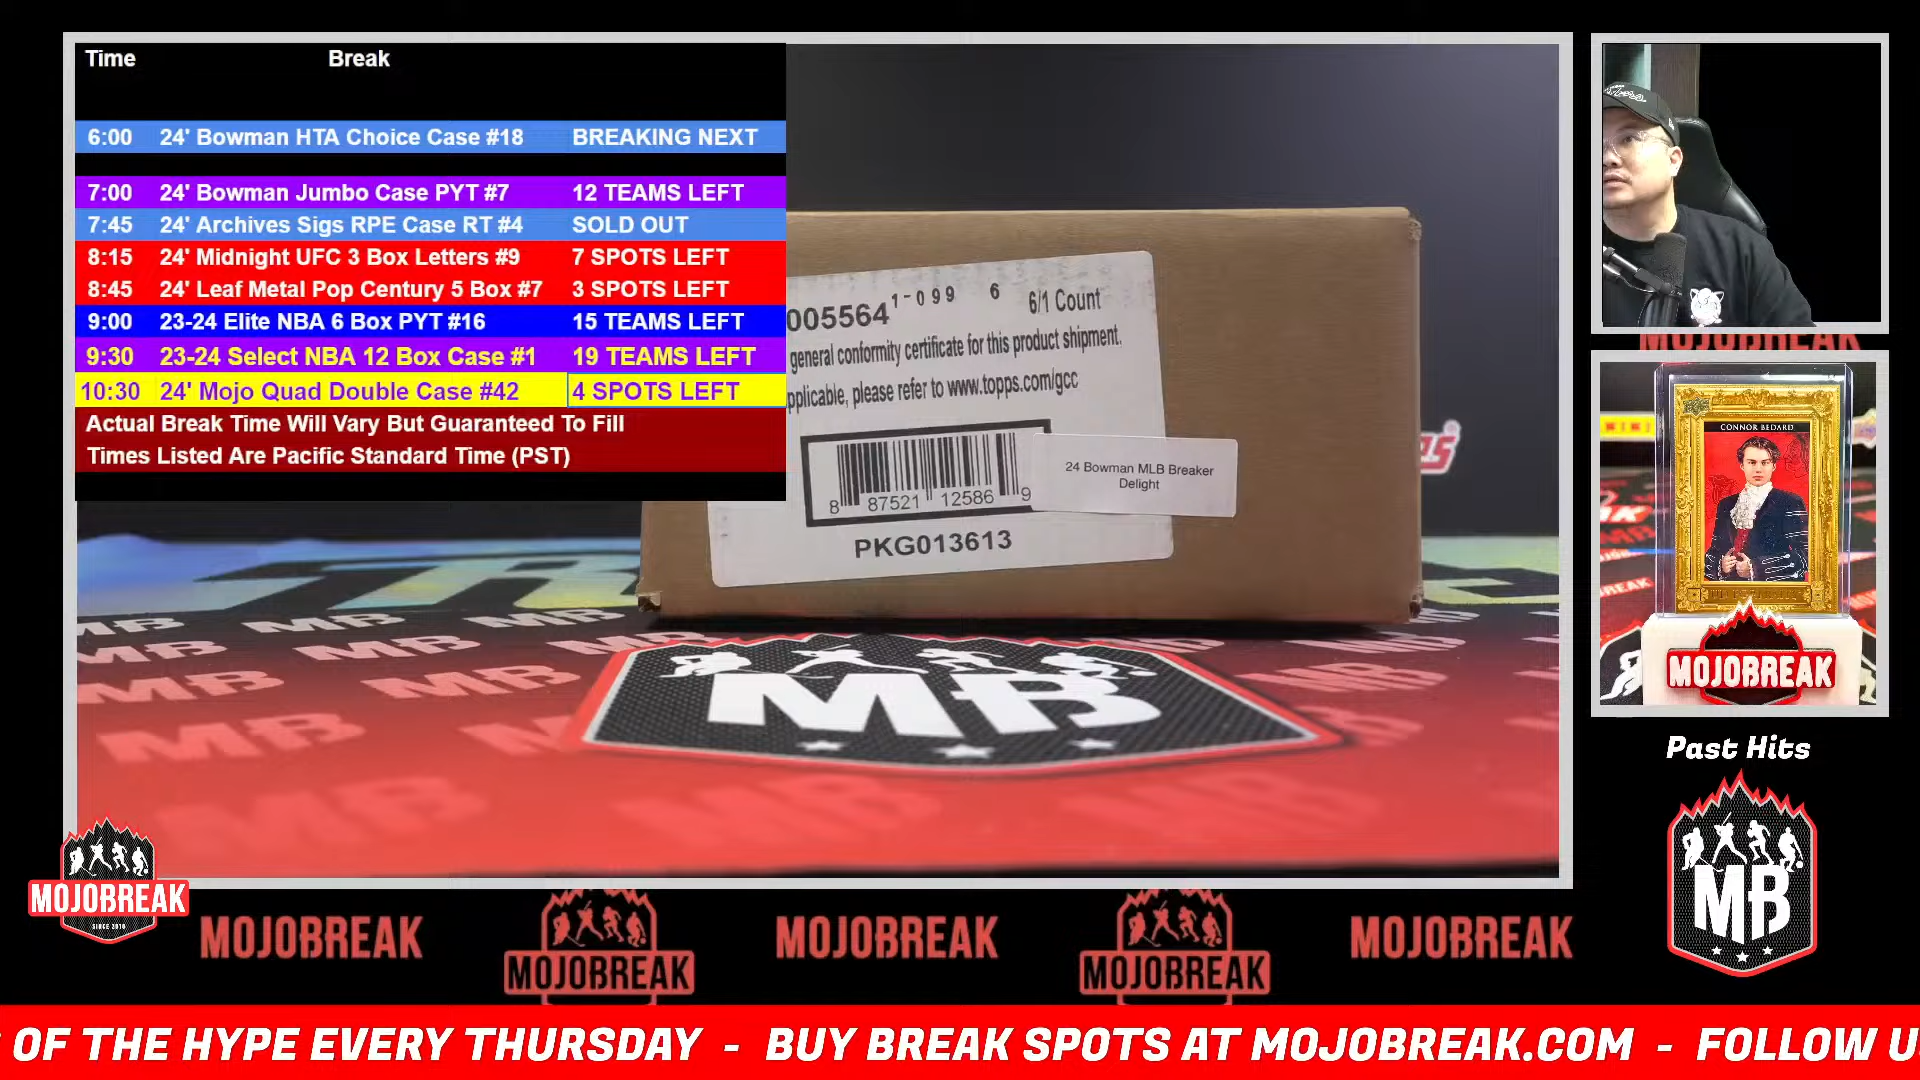 Time Break
6:00 24' Bowman HTA Choice Case #18 BREAKING NEXT
7:00 24' Bowman Jumbo Case PYT #7 12 TEAMS LEFT
7:45 24' Archives Sigs RPE Case RT #4 SOLD OUT
8:15 24' Midnight UFC 3 Box Letters #9 7 SPOTS LEFT
8:45 24' Leaf Metal Pop Century 5 Box #7 3 SPOTS LEFT
9:00 23-24 Elite NBA 6 Box PYT #16 15 TEAMS LEFT
9:30 23-24 Select NBA 12 Box Case #1 19 TEAMS LEFT
10:30 24' Mojo Quad Double Case #42 4 SPOTS LEFT
Actual Break Time Will Vary But Guaranteed To Fill
Times Listed Are Pacific Standard Time (PST)
005564 1-099 6 6/1 Count
general conformity certificate for this product shipment.
please refer to www.topps.com/gcc
8 87521 12586 9
24 Bowman MLB Breaker
Delight
PKG013613
MB
CONNOR BEDARD
MOJOBREAK
Past Hits
MB
MOJOBREAK
SINCE 2010
MOJOBREAK
MOJOBREAK
MOJOBREAK
MOJOBREAK
MOJOBREAK
OF THE HYPE EVERY THURSDAY - BUY BREAK SPOTS AT MOJOBREAK.COM - FOLLOW